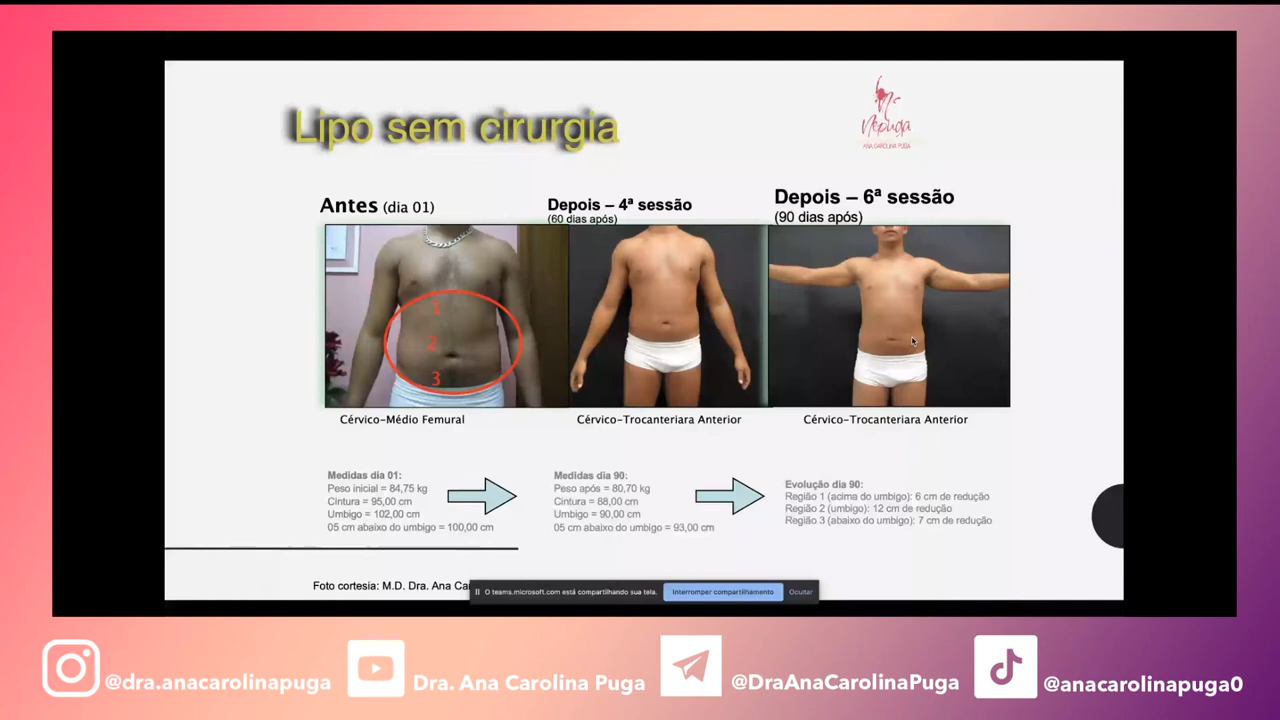 Lipo sem cirurgia
Nepuga
ANA CAROLINA PUGA
Antes (dia 01)
Depois – 4ª sessão
(60 dias após)
Depois – 6ª sessão
(90 dias após)
1
2
3
Cérvico-Médio Femural
Cérvico-Trocanteriara Anterior
Cérvico-Trocanteriara Anterior
Medidas dia 01:
Peso inicial = 84,75 kg
Cintura = 95,00 cm
Umbigo = 102,00 cm
05 cm abaixo do umbigo = 100,00 cm
Medidas dia 90:
Peso após = 80,70 kg
Cintura = 88,00 cm
Umbigo = 90,00 cm
05 cm abaixo do umbigo = 93,00 cm
Evolução dia 90:
Região 1 (acima do umbigo): 6 cm de redução
Região 2 (umbigo): 12 cm de redução
Região 3 (abaixo do umbigo): 7 cm de redução
Foto cortesia: M.D. Dra. Ana
O teams.microsoft.com está compartilhando sua tela.
Interromper compartilhamento
Ocultar
@dra.anacarolinapuga
Dra. Ana Carolina Puga
@DraAnaCarolinaPuga
@anacarolinapuga0